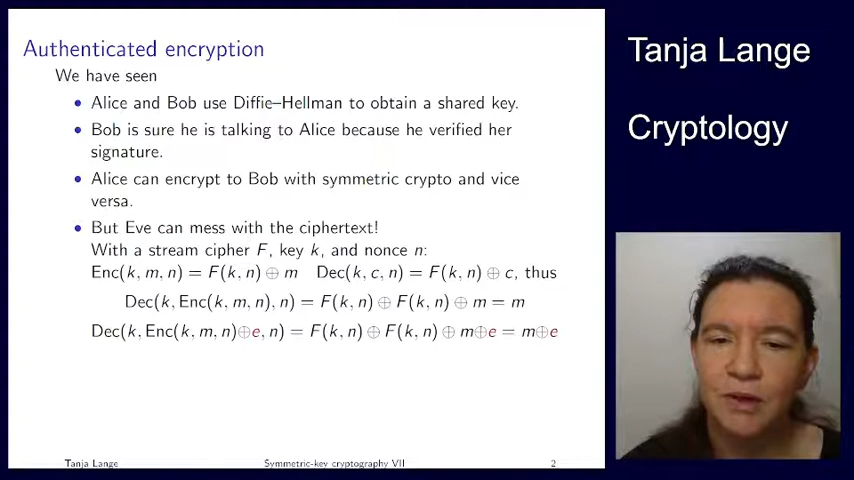 Authenticated encryption
We have seen
• Alice and Bob use Diffie–Hellman to obtain a shared key.
• Bob is sure he is talking to Alice because he verified her
signature.
• Alice can encrypt to Bob with symmetric crypto and vice
versa.
• But Eve can mess with the ciphertext!
With a stream cipher F, key k, and nonce n:
Enc(k, m, n) = F(k, n) ⊕ m Dec(k, c, n) = F(k, n) ⊕ c, thus
Dec(k, Enc(k, m, n), n) = F(k, n) ⊕ F(k, n) ⊕ m = m
Dec(k, Enc(k, m, n)⊕e, n) = F(k, n) ⊕ F(k, n) ⊕ m⊕e = m⊕e
Tanja Lange Symmetric-key cryptography VII 2
Tanja Lange
Cryptology